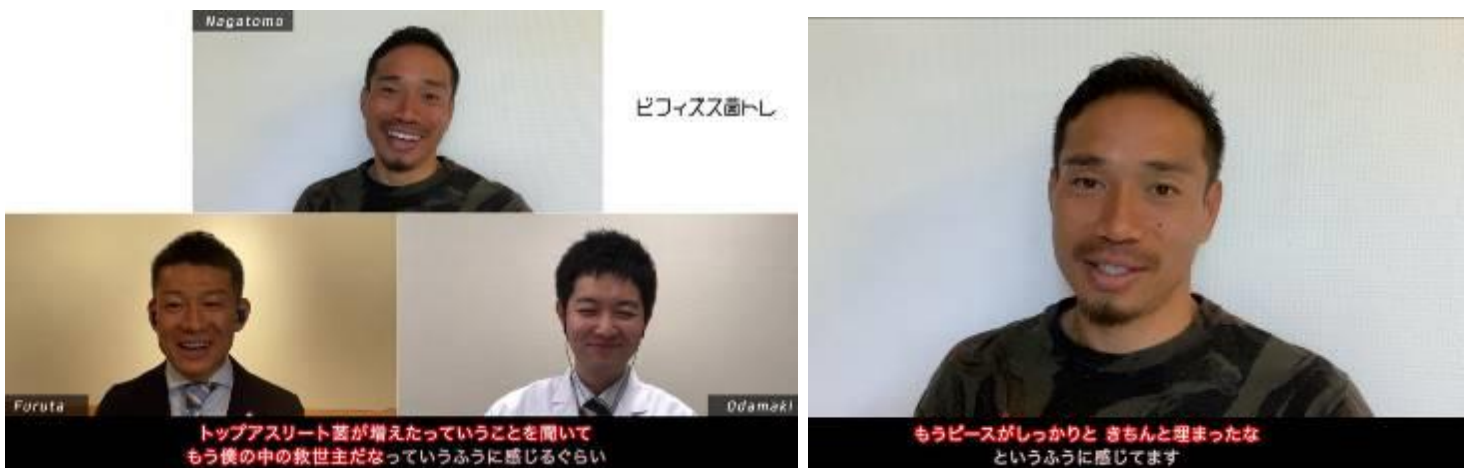 Nagatomo
ビフィズス菌トレ
Furuta
Odamaki
トップアスリート菌が増えたっていうことを聞いて
もう僕の中の救世主だなっていうふうに感じるぐらい
もうピースがしっかりと きちんと埋まったな
というふうに感じてます